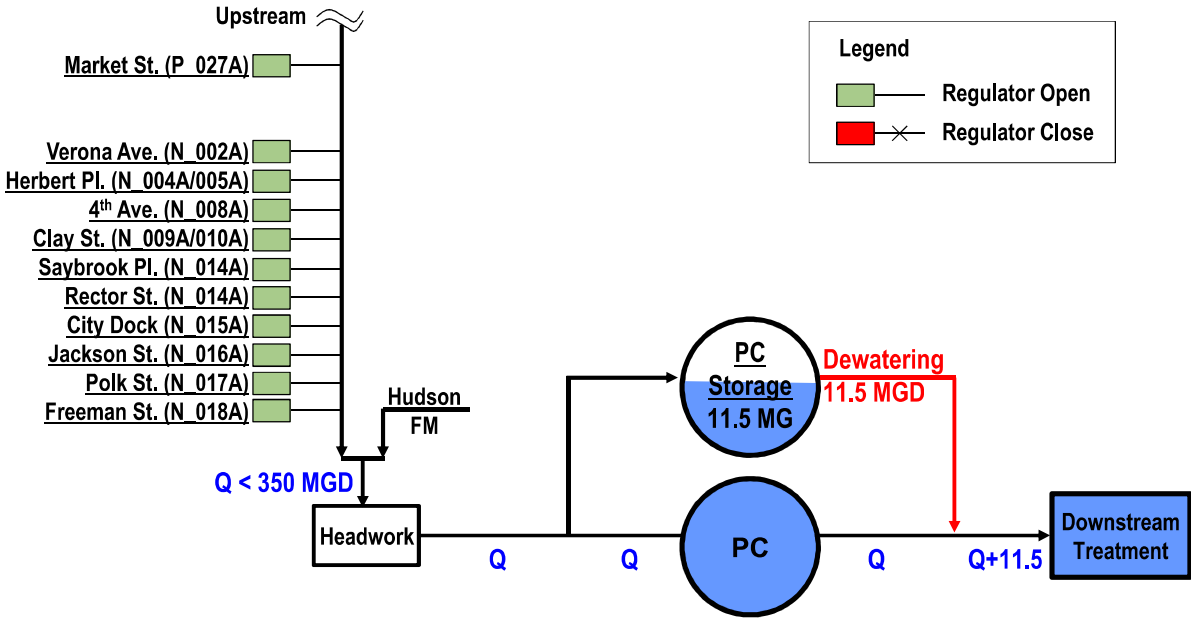 Upstream
Market St. (P_027A)
Verona Ave. (N_002A)
Herbert Pl. (N_004A/005A)
4th Ave. (N_008A)
Clay St. (N_009A/010A)
Saybrook Pl. (N_014A)
Rector St. (N_014A)
City Dock (N_015A)
Jackson St. (N_016A)
Polk St. (N_017A)
Freeman St. (N_018A)
Hudson
FM
Q < 350 MGD
Headwork
Q
Q
PC
Storage
11.5 MG
Dewatering
11.5 MGD
PC
Q
Q+11.5
Downstream
Treatment
Legend
Regulator Open
Regulator Close